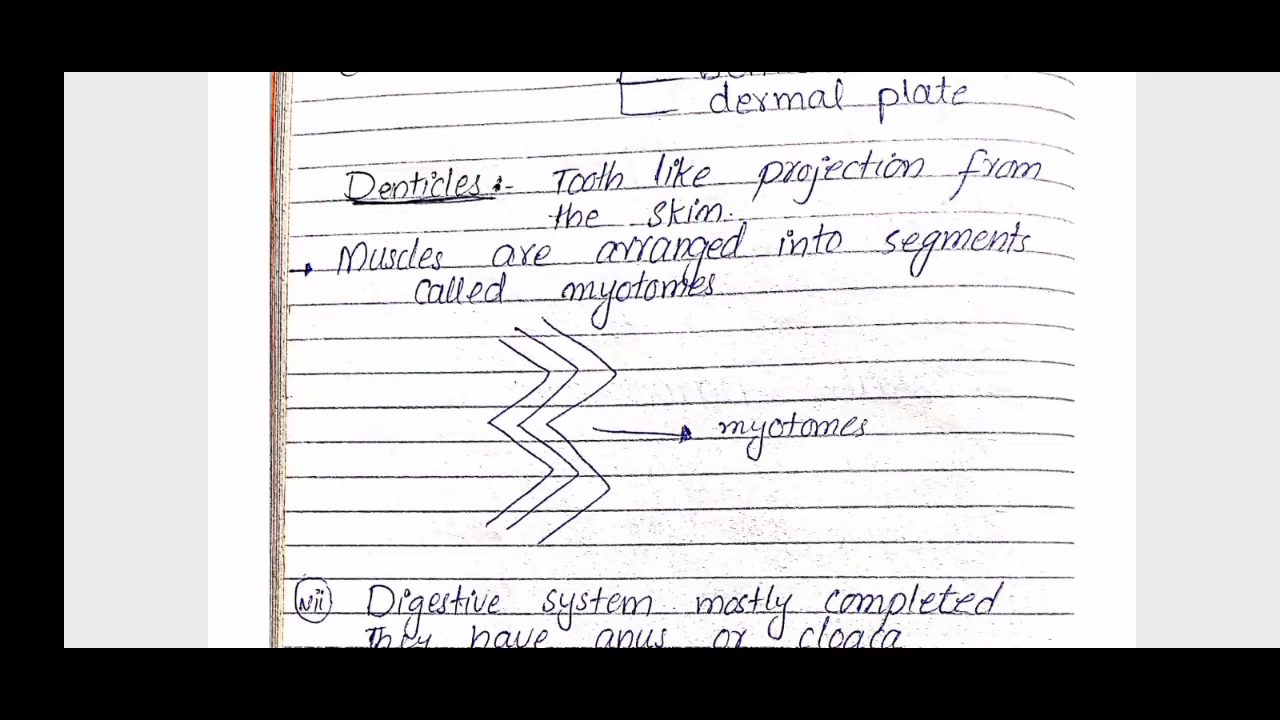 dermal plate
Denticles :- Tooth like projection from
the skin.
→ Muscles are arranged into segments
called myotomes
myotomes
vii Digestive system mostly completed
They have anus or cloaca